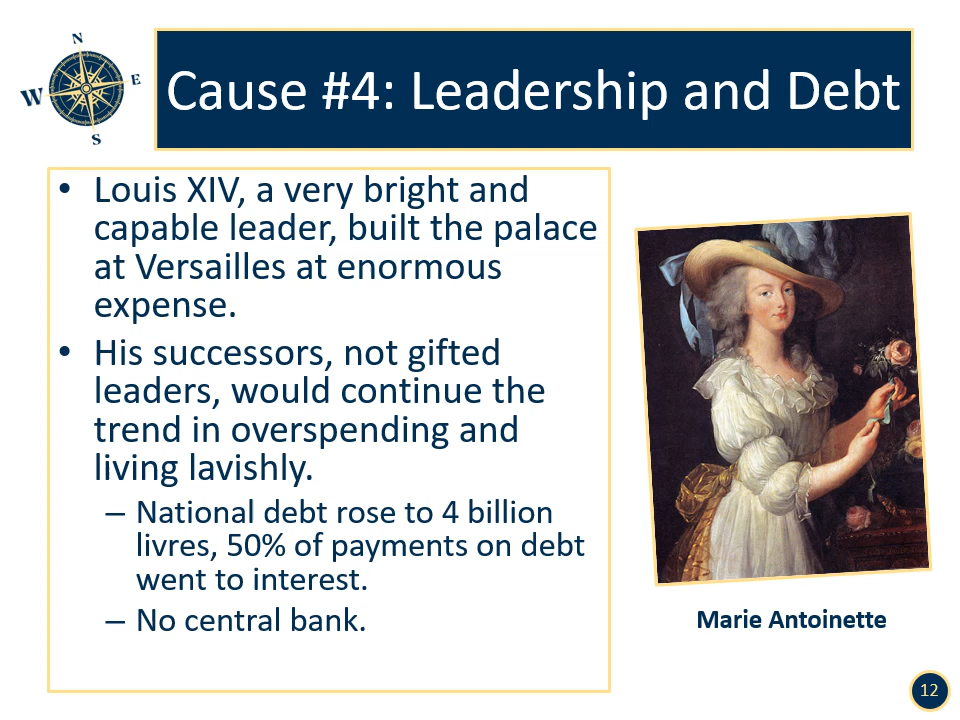 N
W
E
S
Cause #4: Leadership and Debt
• Louis XIV, a very bright and
capable leader, built the palace
at Versailles at enormous
expense.
• His successors, not gifted
leaders, would continue the
trend in overspending and
living lavishly.
– National debt rose to 4 billion
livres, 50% of payments on debt
went to interest.
– No central bank.
Marie Antoinette
12